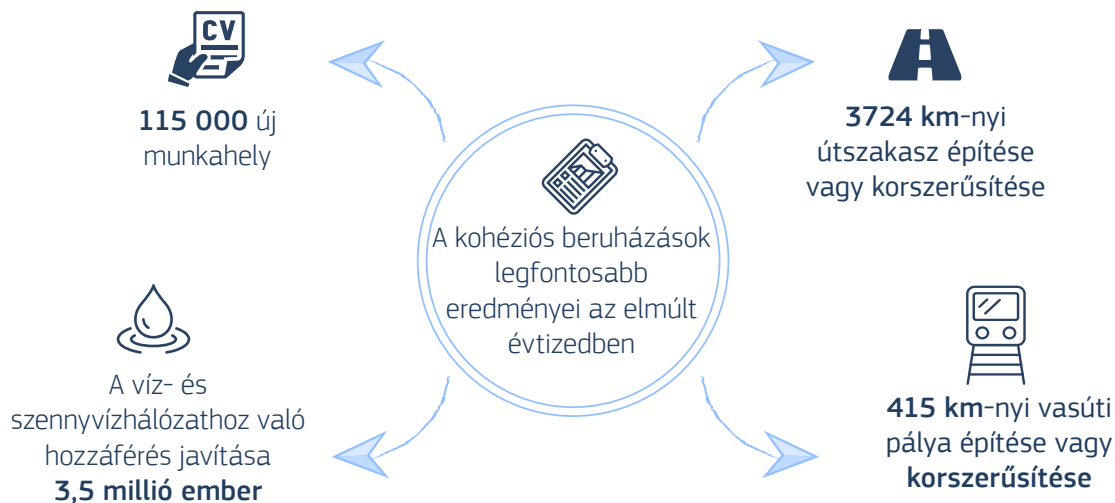 CV
115 000 új
munkahely
3724 km-nyi
útszakasz építése
vagy korszerűsítése
A kohéziós beruházások
legfontosabb
eredményei az elmúlt
évtizedben
A víz- és
szennyvízhálózathoz való
hozzáférés javítása
3,5 millió ember
415 km-nyi vasúti
pálya építése vagy
korszerűsítése